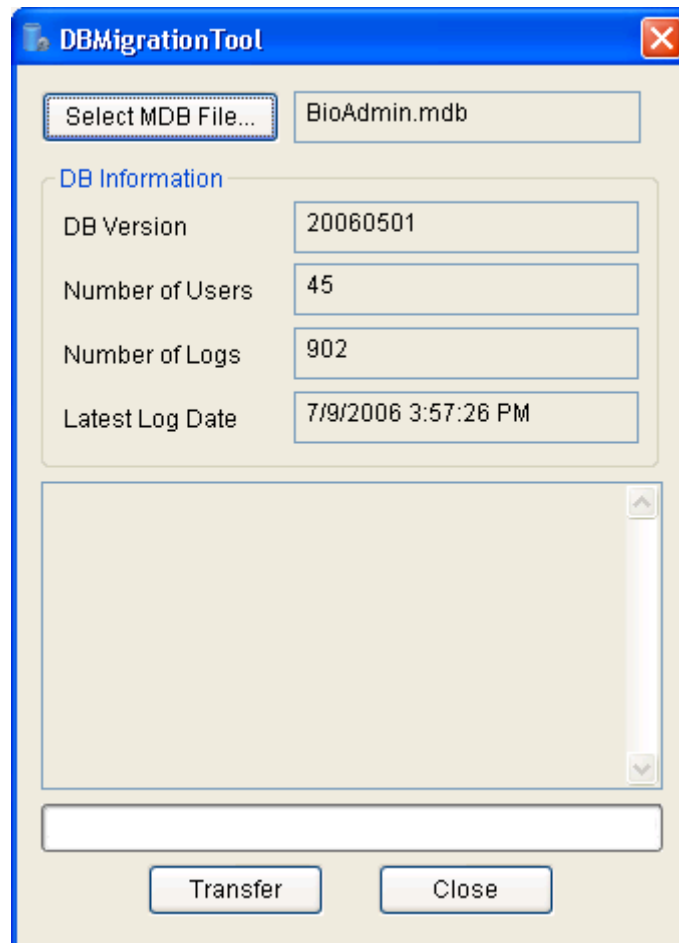 DBMigrationTool
Select MDB File... BioAdmin.mdb
DB Information
DB Version 20060501
Number of Users 45
Number of Logs 902
Latest Log Date 7/9/2006 3:57:26 PM
Transfer Close